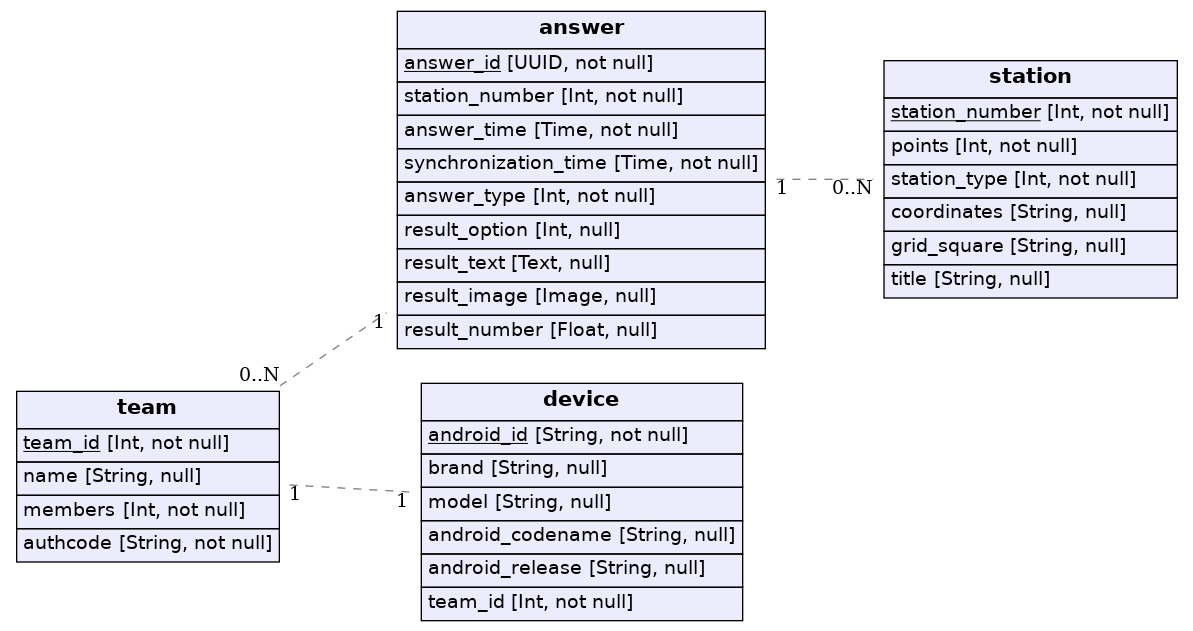 answer
answer_id [UUID, not null]
station_number [Int, not null]
answer_time [Time, not null]
synchronization_time [Time, not null]
answer_type [Int, not null]
result_option [Int, null]
result_text [Text, null]
result_image [Image, null]
result_number [Float, null]
station
station_number [Int, not null]
points [Int, not null]
station_type [Int, not null]
coordinates [String, null]
grid_square [String, null]
title [String, null]
1
0..N
1
0..N
team
team_id [Int, not null]
name [String, null]
members [Int, not null]
authcode [String, not null]
1
1
device
android_id [String, not null]
brand [String, null]
model [String, null]
android_codename [String, null]
android_release [String, null]
team_id [Int, not null]